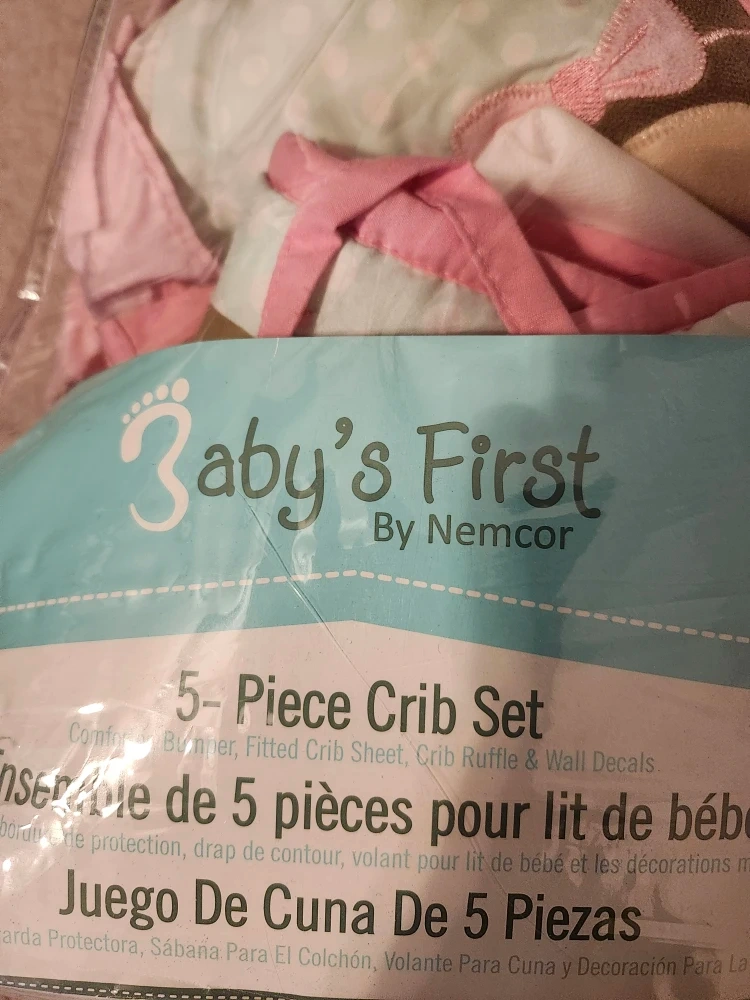 Baby's First
By Nemcor
5- Piece Crib Set
Bumper, Fitted Crib Sheet, Crib Ruffle & Wall Decals
de 5 pièces pour lit de bébé
de protection, drap de contour, volant pour lit de bébé et les décorations m
Juego De Cuna De 5 Piezas
arda Protectora, Sábana Para El Colchón, Volante Para Cuna y Decoración Para La